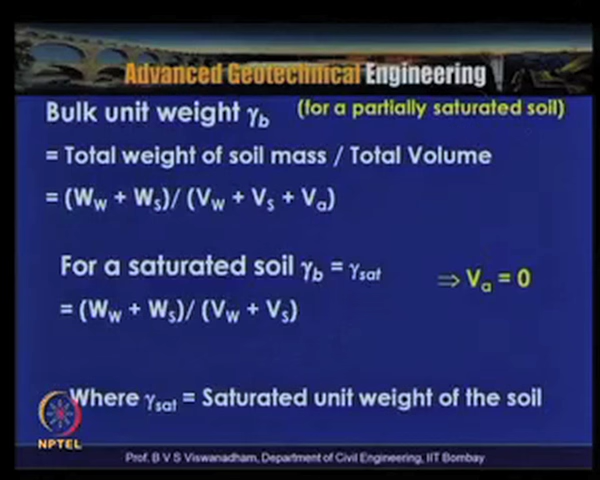 Advanced Geotechnical Engineering
Bulk unit weight γb (for a partially saturated soil)
= Total weight of soil mass / Total Volume
= (Ww + Ws)/ (Vw + Vs + Va)
For a saturated soil γb = γsat ⇒ Va = 0
= (Ww + Ws)/ (Vw + Vs)
Where γsat = Saturated unit weight of the soil
NPTEL
Prof. B V S Viswanadham, Department of Civil Engineering, IIT Bombay